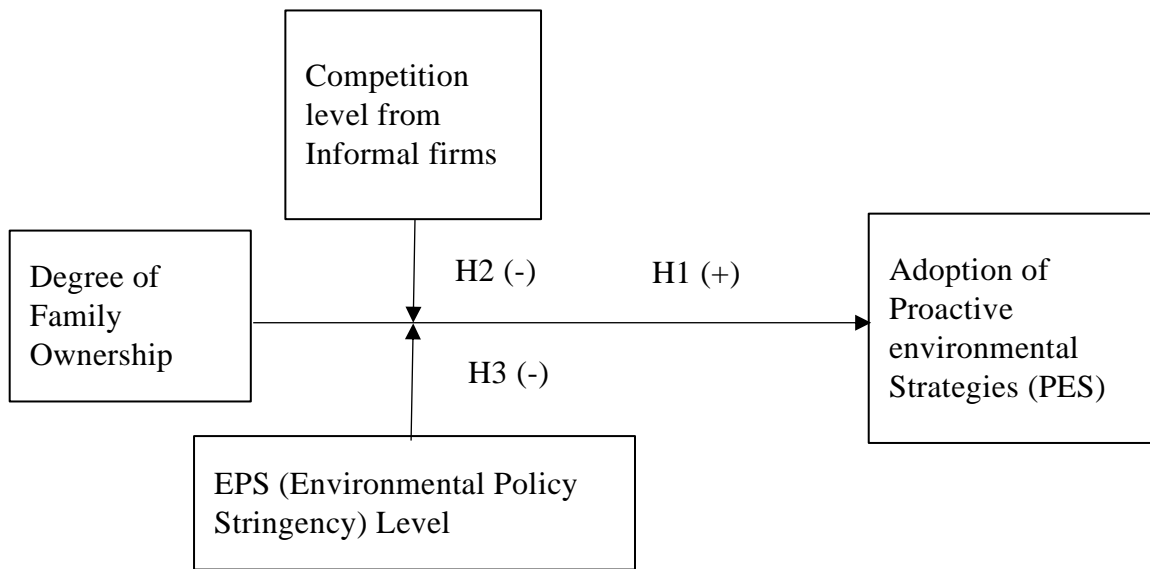 Competition
level from
Informal firms
Degree of
Family
Ownership
H2 (-)
H1 (+)
H3 (-)
Adoption of
Proactive
environmental
Strategies (PES)
EPS (Environmental Policy
Stringency) Level